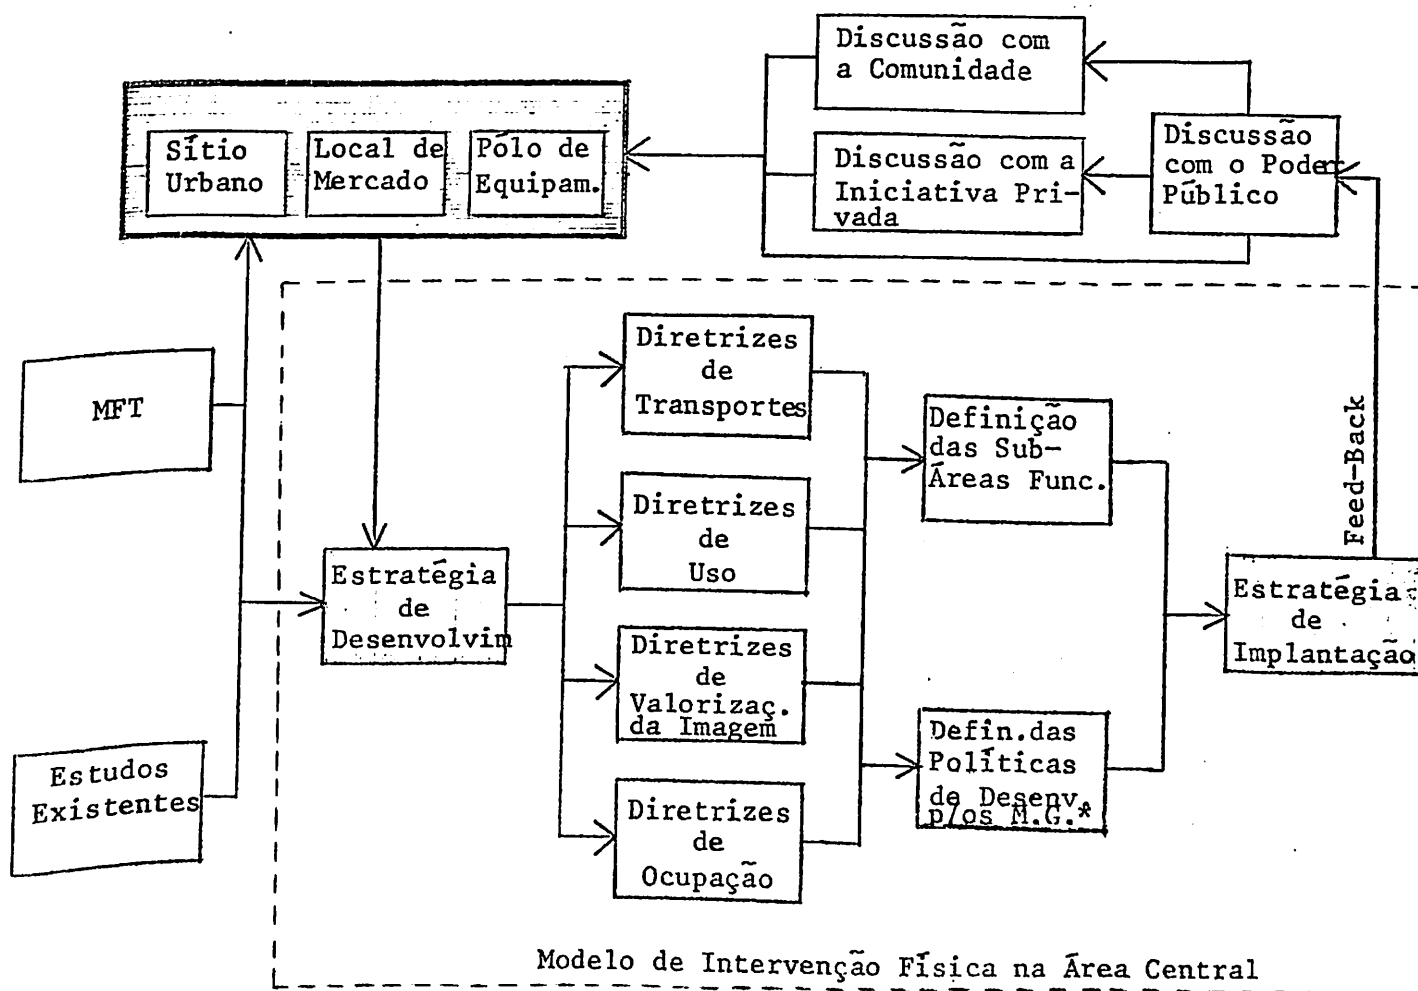 Discussão com
a Comunidade
Discussão com a
Iniciativa Pri-
vada
Discussão
com o Poder
Público
Sítio
Urbano
Local de
Mercado
Pólo de
Equipam.
MFT
Estudos
Existentes
Estratégia
de
Desenvolvim
Diretrizes
de
Transportes
Diretrizes
de
Uso
Diretrizes
de
Valorizaç.
da Imagem
Diretrizes
de
Ocupação
Definição
das Sub-
Áreas Func.
Defin.das
Políticas
de Desenv.
p/os M.G.*
Feed-Back
Estratégia
de
Implantação
Modelo de Intervenção Física na Área Central